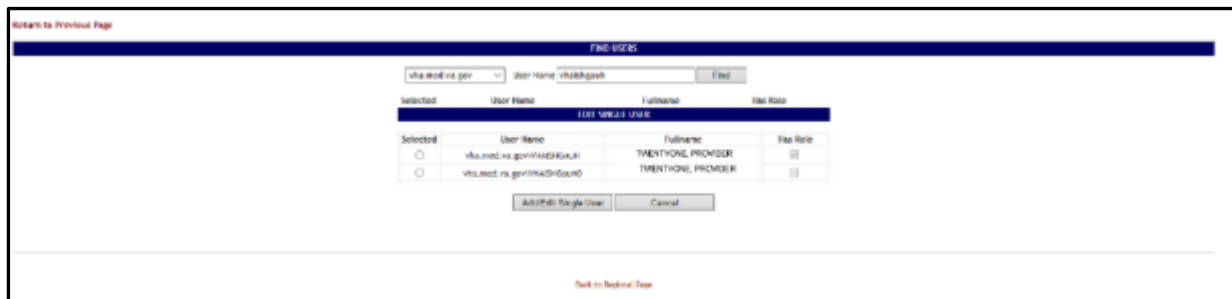 Return to Previous Page
FIND USERS
vha.med.va.gov User Name Find
Selected User Name Fullname Has Role
EDIT SINGLE USER
Selected User Name Fullname Has Role
TWENTYONE, PROVIDER
TWENTYONE, PROVIDER
Add/Edit Single User Cancel
Back to Regional Page